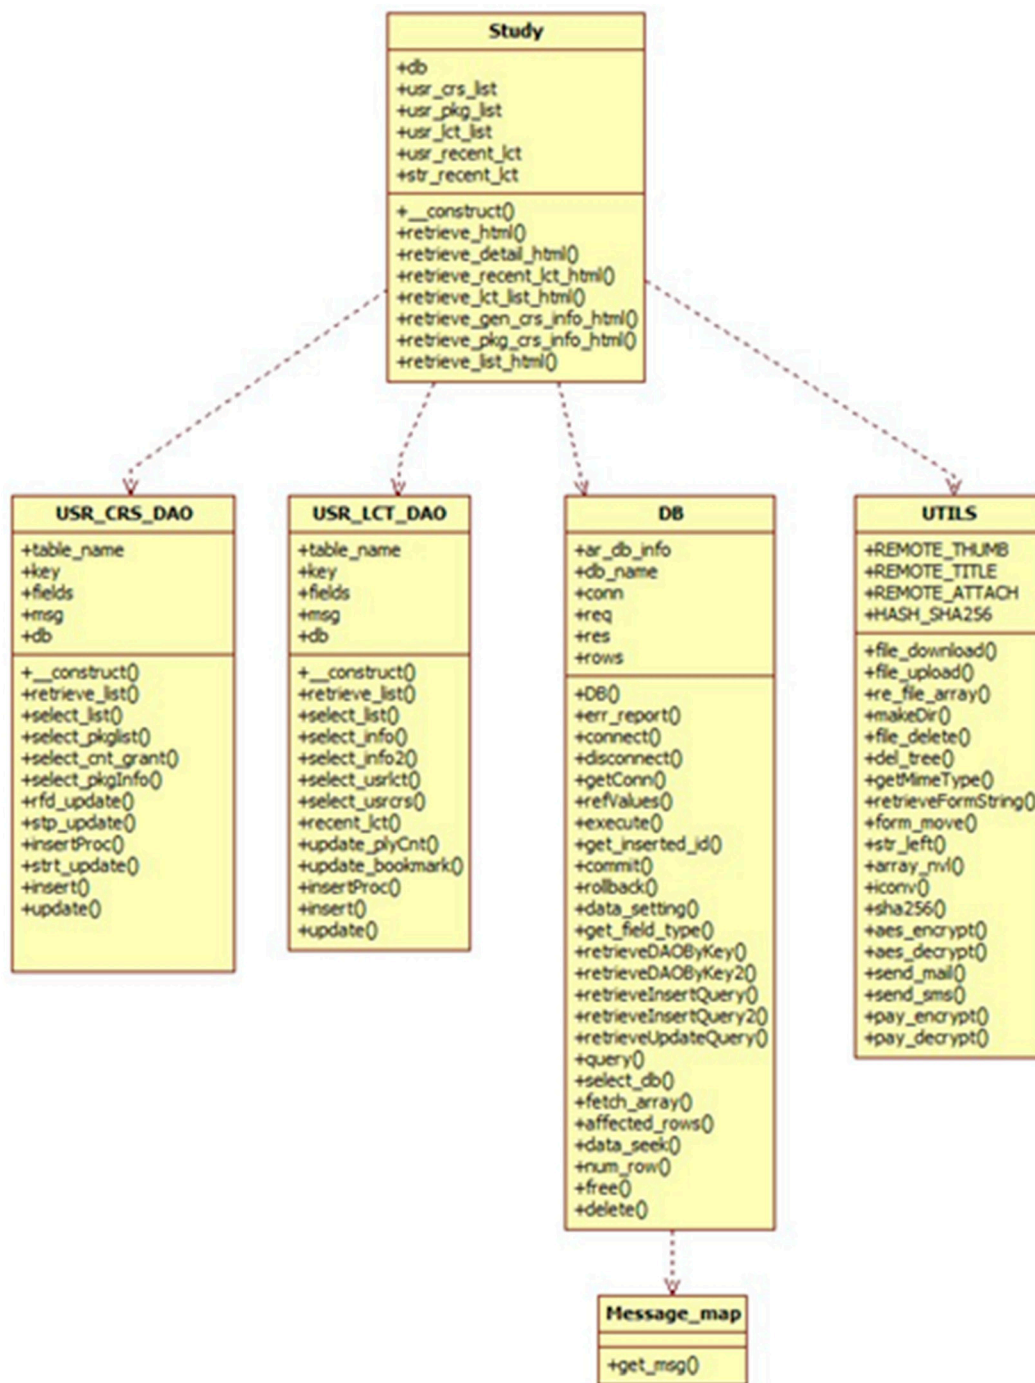 Study
+db
+usr_crs_list
+usr_pkg_list
+usr_lct_list
+usr_recent_lct
+str_recent_lct
+__construct()
+retrieve_html()
+retrieve_detail_html()
+retrieve_recent_lct_html()
+retrieve_lct_list_html()
+retrieve_gen_crs_info_html()
+retrieve_pkg_crs_info_html()
+retrieve_list_html()
USR_CRS_DAO
+table_name
+key
+fields
+msg
+db
+__construct()
+retrieve_list()
+select_list()
+select_pkglist()
+select_cnt_grant()
+select_pkgInfo()
+rfd_update()
+stp_update()
+insertProc()
+strt_update()
+insert()
+update()
USR_LCT_DAO
+table_name
+key
+fields
+msg
+db
+__construct()
+retrieve_list()
+select_list()
+select_info()
+select_info2()
+select_usrlct()
+select_usrcrs()
+recent_lct()
+update_plyCnt()
+update_bookmark()
+insertProc()
+insert()
+update()
DB
+ar_db_info
+db_name
+conn
+req
+res
+rows
+DB()
+err_report()
+connect()
+disconnect()
+getConn()
+refValues()
+execute()
+get_inserted_id()
+commit()
+rollback()
+data_setting()
+get_field_type()
+retrieveDAOByKey()
+retrieveDAOByKey2()
+retrieveInsertQuery()
+retrieveInsertQuery2()
+retrieveUpdateQuery()
+query()
+select_db()
+fetch_array()
+affected_rows()
+data_seek()
+num_row()
+free()
+delete()
UTILS
+REMOTE_THUMB
+REMOTE_TITLE
+REMOTE_ATTACH
+HASH_SHA256
+file_download()
+file_upload()
+re_file_array()
+makeDir()
+file_delete()
+del_tree()
+getMimeType()
+retrieveFormString()
+form_move()
+str_left()
+array_nvl()
+iconv()
+sha256()
+aes_encrypt()
+aes_decrypt()
+send_mail()
+send_sms()
+pay_encrypt()
+pay_decrypt()
Message_map
+get_msg()